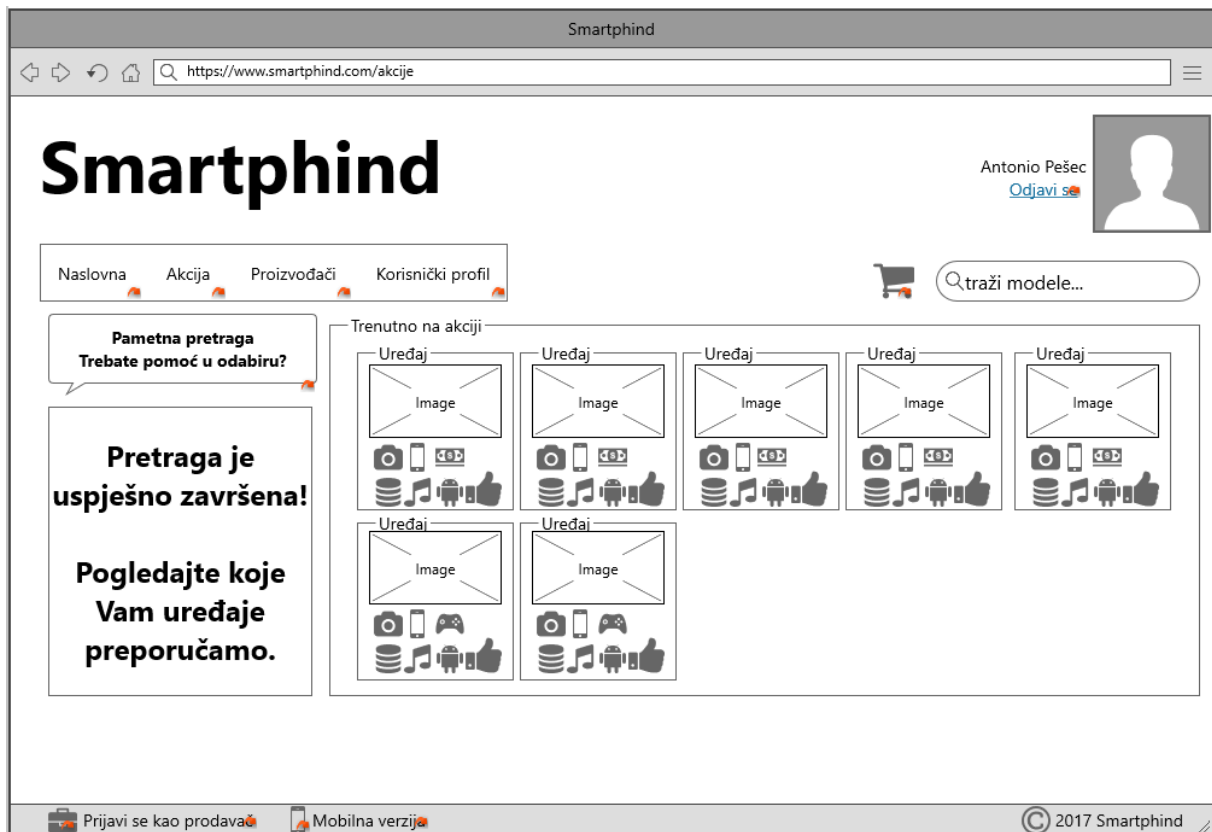 Smartphind
https://www.smartphind.com/akcije
Smartphind
Antonio Pešec
Odjavi se
Naslovna Akcija Proizvođači Korisnički profil
traži modele...
Pametna pretraga
Trebate pomoć u odabiru?
Pretraga je
uspješno završena!
Pogledajte koje
Vam uređaje
preporučamo.
Trenutno na akciji
Uređaj Uređaj Uređaj Uređaj Uređaj
Image Image Image Image Image
Uređaj Uređaj
Image Image
Prijavi se kao prodavač Mobilna verzija © 2017 Smartphind